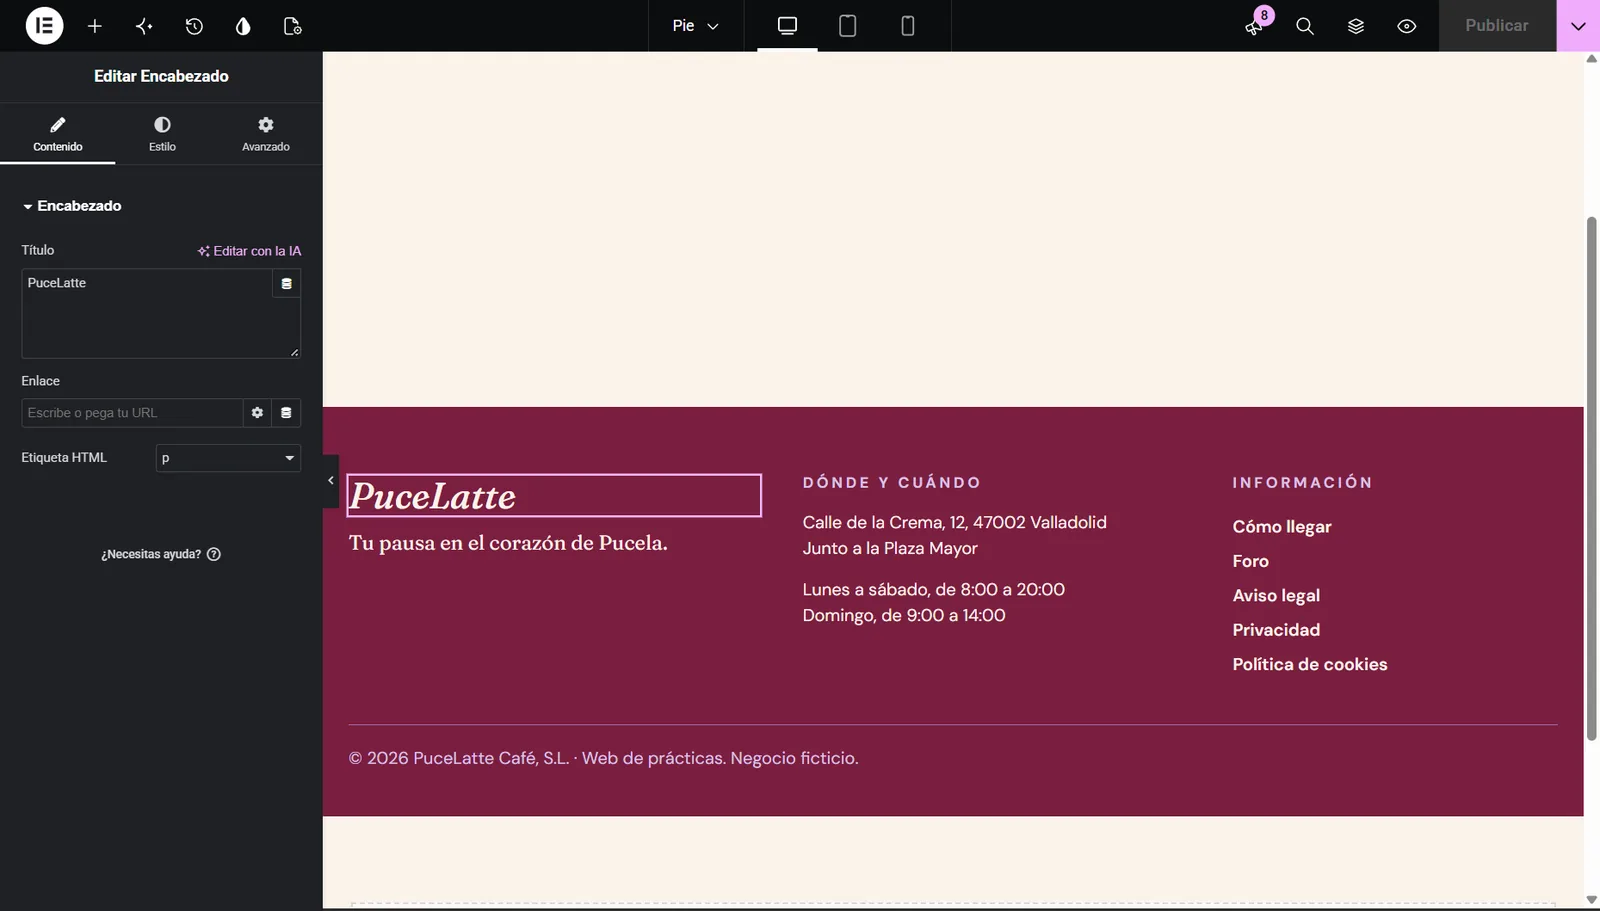 Pie
8
Publicar
Editar Encabezado
Contenido
Estilo
Avanzado
Encabezado
Título
Editar con la IA
PuceLatte
Enlace
Escribe o pega tu URL
Etiqueta HTML
p
¿Necesitas ayuda?
PuceLatte
Tu pausa en el corazón de Pucela.
DÓNDE Y CUÁNDO
Calle de la Crema, 12, 47002 Valladolid
Junto a la Plaza Mayor
Lunes a sábado, de 8:00 a 20:00
Domingo, de 9:00 a 14:00
INFORMACIÓN
Cómo llegar
Foro
Aviso legal
Privacidad
Política de cookies
© 2026 PuceLatte Café, S.L. · Web de prácticas. Negocio ficticio.